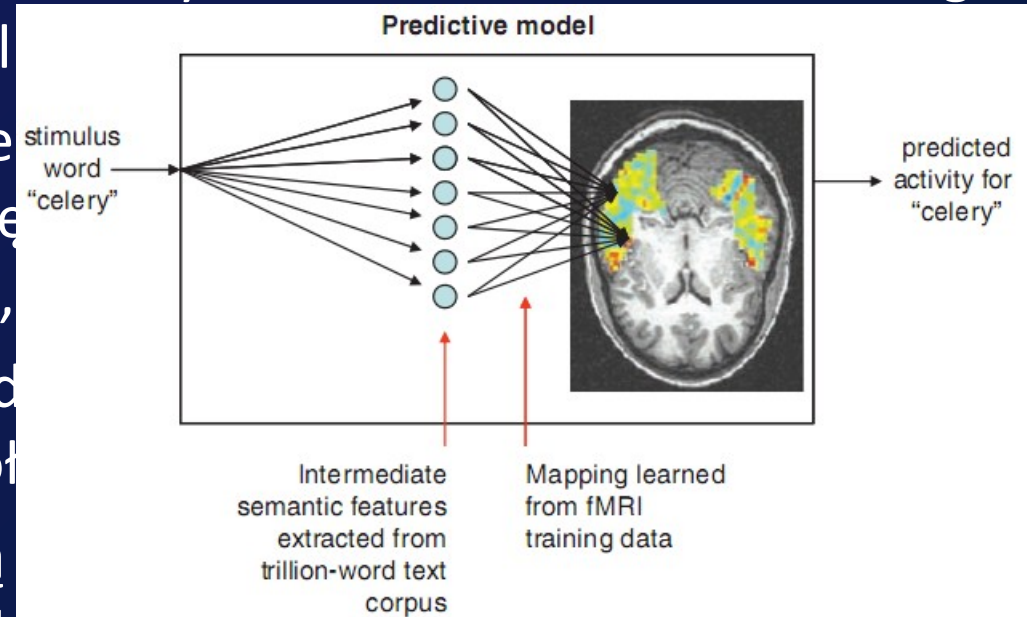 Predictive model
stimulus
word
“celery”
predicted
activity for
“celery”
Intermediate
semantic features
extracted from
trillion-word text
corpus
Mapping learned
from fMRI
training data